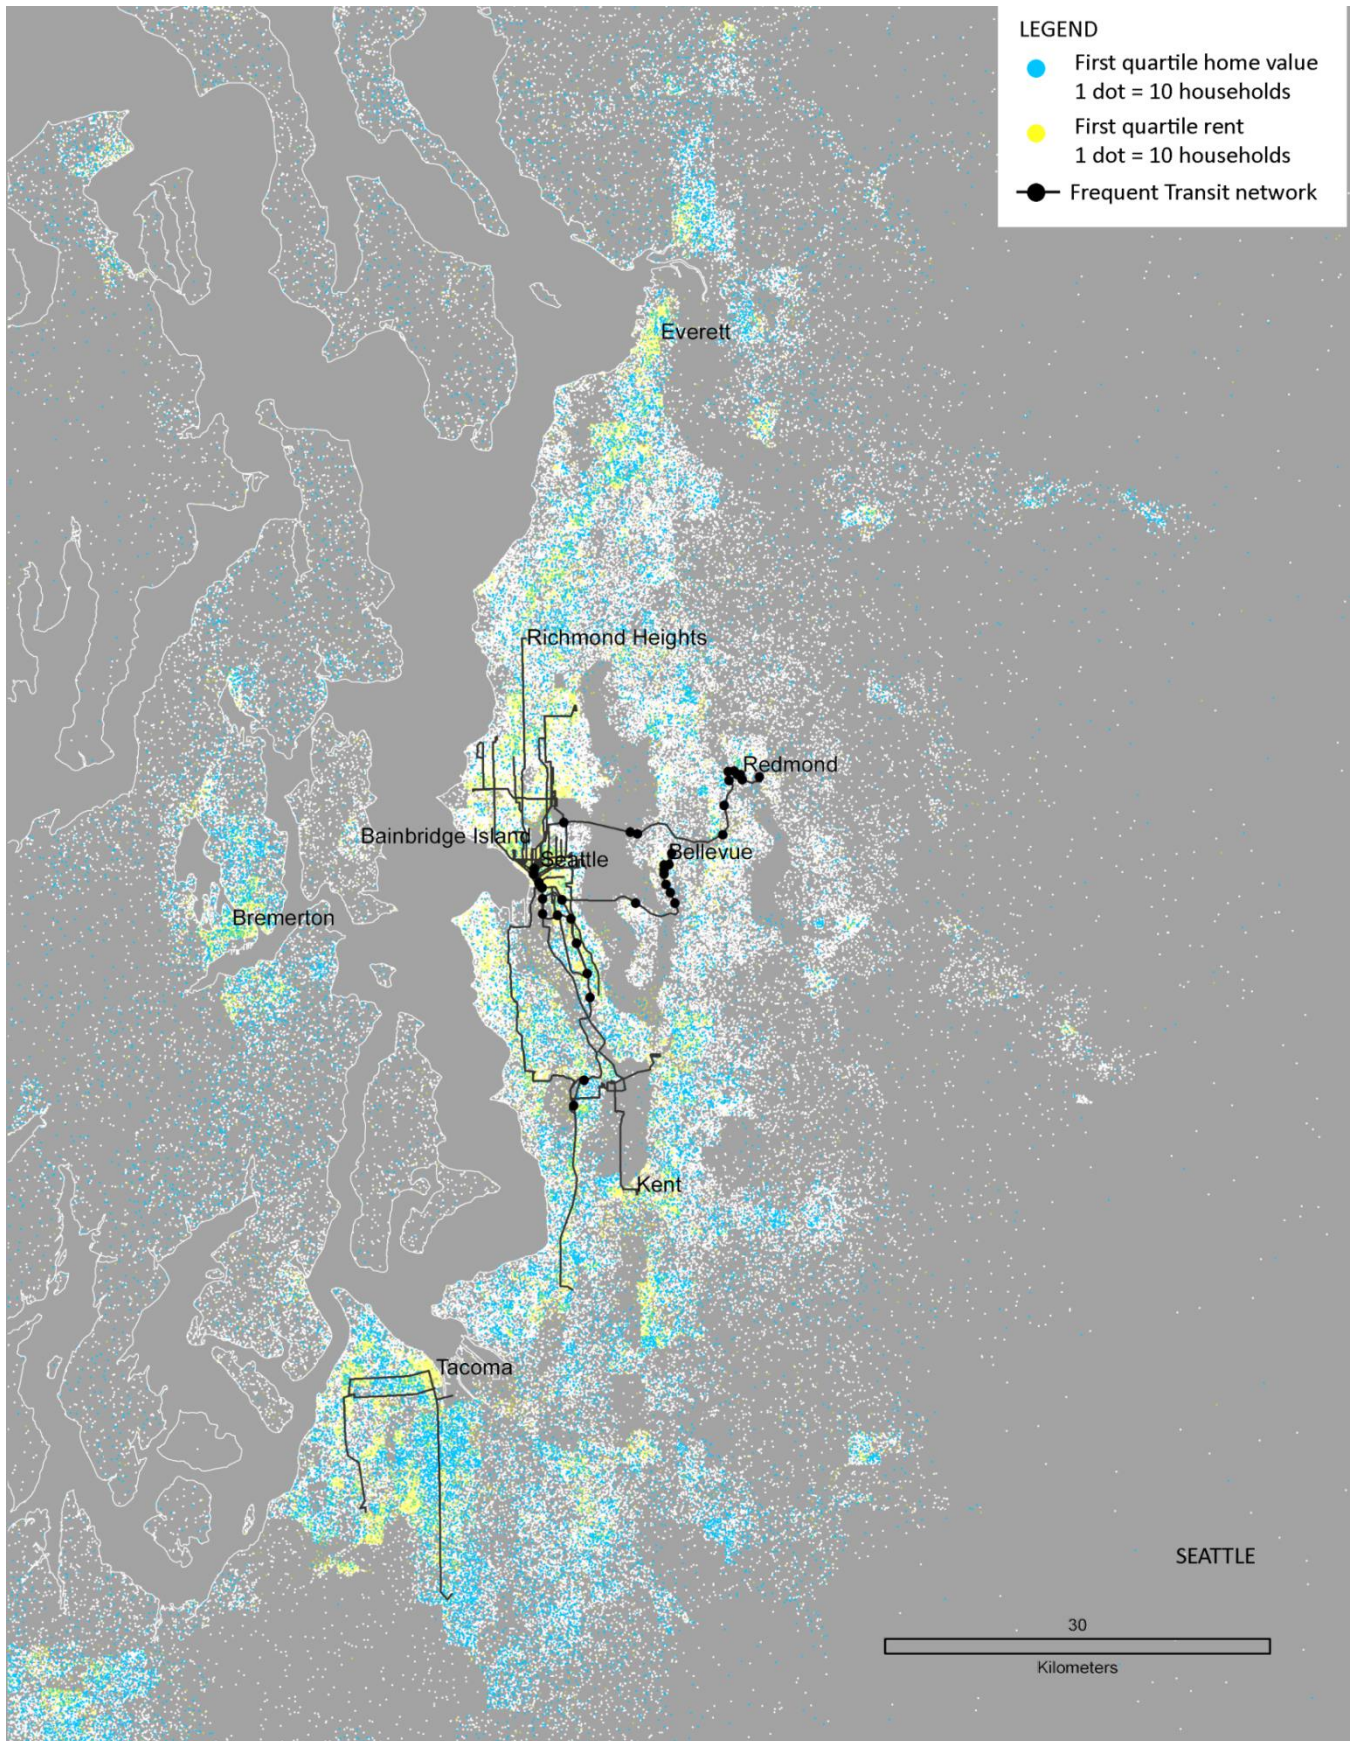 LEGEND
First quartile home value
1 dot = 10 households
First quartile rent
1 dot = 10 households
Frequent Transit network
Everett
Richmond Heights
Redmond
Bainbridge Island
Seattle
Bellevue
Bremerton
Kent
Tacoma
SEATTLE
30
Kilometers